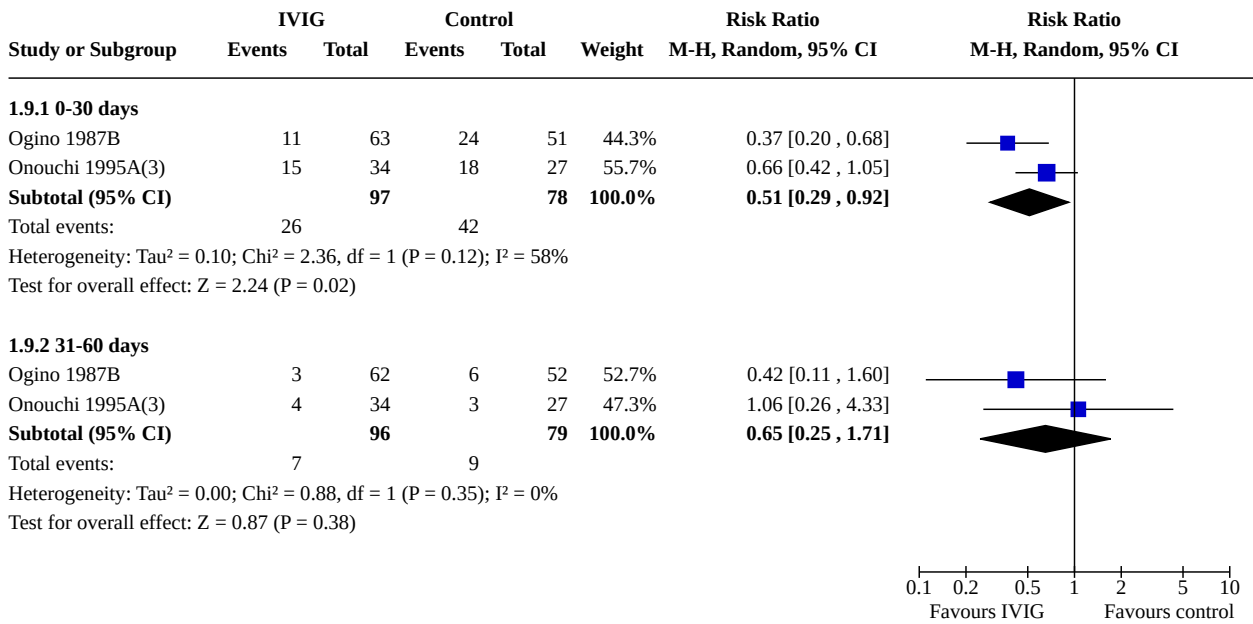 IVIG Control Risk Ratio Risk Ratio
Study or Subgroup Events Total Events Total Weight M-H, Random, 95% CI M-H, Random, 95% CI
1.9.1 0-30 days
Ogino 1987B 11 63 24 51 44.3% 0.37 [0.20 , 0.68]
Onouchi 1995A(3) 15 34 18 27 55.7% 0.66 [0.42 , 1.05]
Subtotal (95% CI) 97 78 100.0% 0.51 [0.29 , 0.92]
Total events: 26 42
Heterogeneity: Tau² = 0.10; Chi² = 2.36, df = 1 (P = 0.12); I² = 58%
Test for overall effect: Z = 2.24 (P = 0.02)
1.9.2 31-60 days
Ogino 1987B 3 62 6 52 52.7% 0.42 [0.11 , 1.60]
Onouchi 1995A(3) 4 34 3 27 47.3% 1.06 [0.26 , 4.33]
Subtotal (95% CI) 96 79 100.0% 0.65 [0.25 , 1.71]
Total events: 7 9
Heterogeneity: Tau² = 0.00; Chi² = 0.88, df = 1 (P = 0.35); I² = 0%
Test for overall effect: Z = 0.87 (P = 0.38)
0.1 0.2 0.5 1 2 5 10
Favours IVIG Favours control